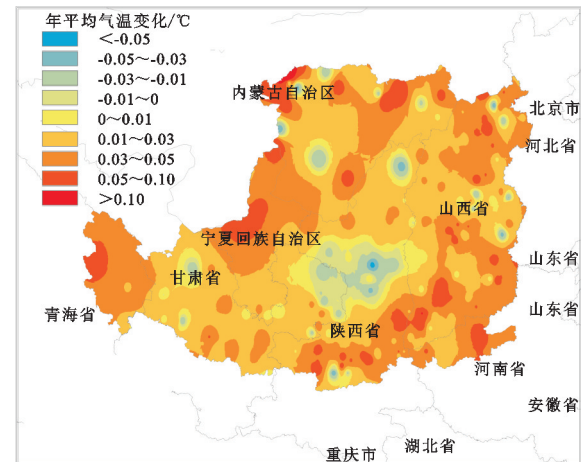 年平均气温变化/℃
<-0.05
-0.05~-0.03
-0.03~-0.01
-0.01~0
0~0.01
0.01~0.03
0.03~0.05
0.05~0.10
>0.10
内蒙古自治区
北京市
河北省
山西省
宁夏回族自治区
山东省
甘肃省
青海省
山东省
陕西省
河南省
安徽省
湖北省
重庆市